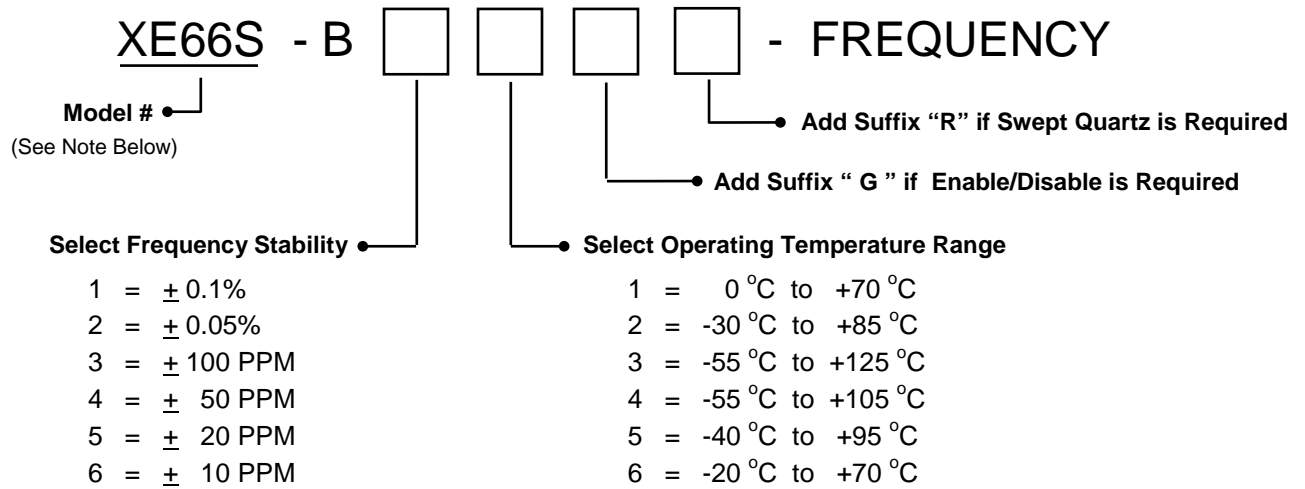 XE66S - B - FREQUENCY
Model #
(See Note Below)
Add Suffix “R” if Swept Quartz is Required
Add Suffix “ G ” if Enable/Disable is Required
Select Frequency Stability
1 = ± 0.1%
2 = ± 0.05%
3 = ± 100 PPM
4 = ± 50 PPM
5 = ± 20 PPM
6 = ± 10 PPM
Select Operating Temperature Range
1 = 0 °C to +70 °C
2 = -30 °C to +85 °C
3 = -55 °C to +125 °C
4 = -55 °C to +105 °C
5 = -40 °C to +95 °C
6 = -20 °C to +70 °C